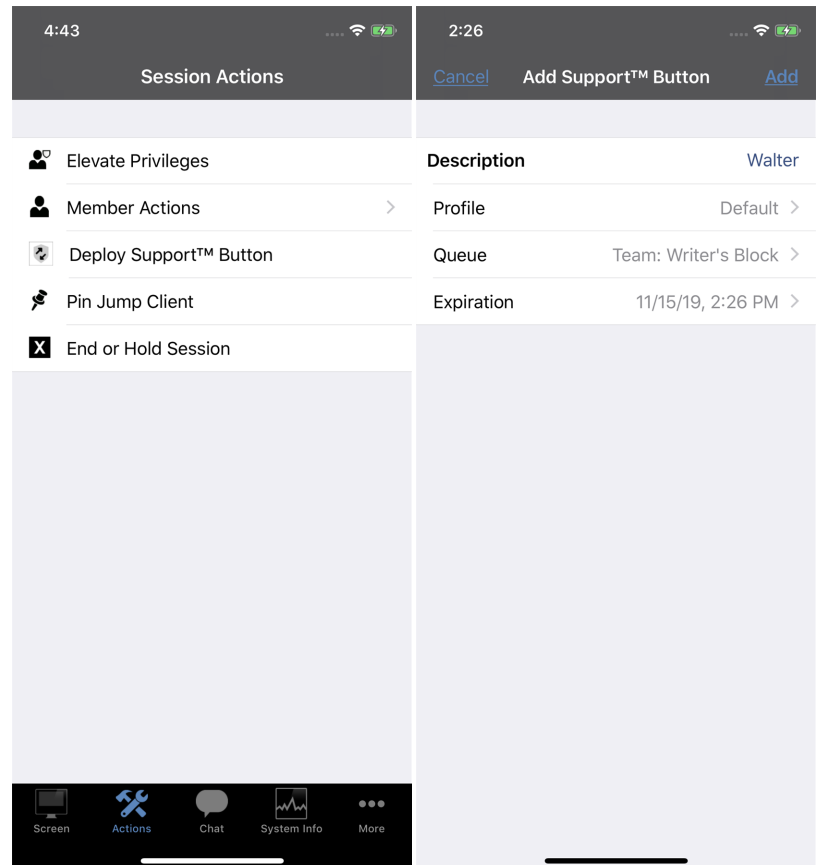 4:43
Session Actions
Elevate Privileges
Member Actions
Deploy Support™ Button
Pin Jump Client
X End or Hold Session
Screen Actions Chat System Info More
2:26
Cancel Add Support™ Button Add
Description Walter
Profile Default
Queue Team: Writer's Block
Expiration 11/15/19, 2:26 PM